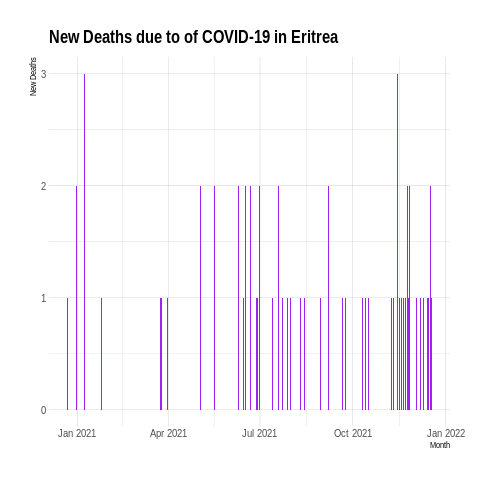 New Deaths due to of COVID-19 in Eritrea
New Deaths
3
2
1
0
Jan 2021 Apr 2021 Jul 2021 Oct 2021 Jan 2022
Month